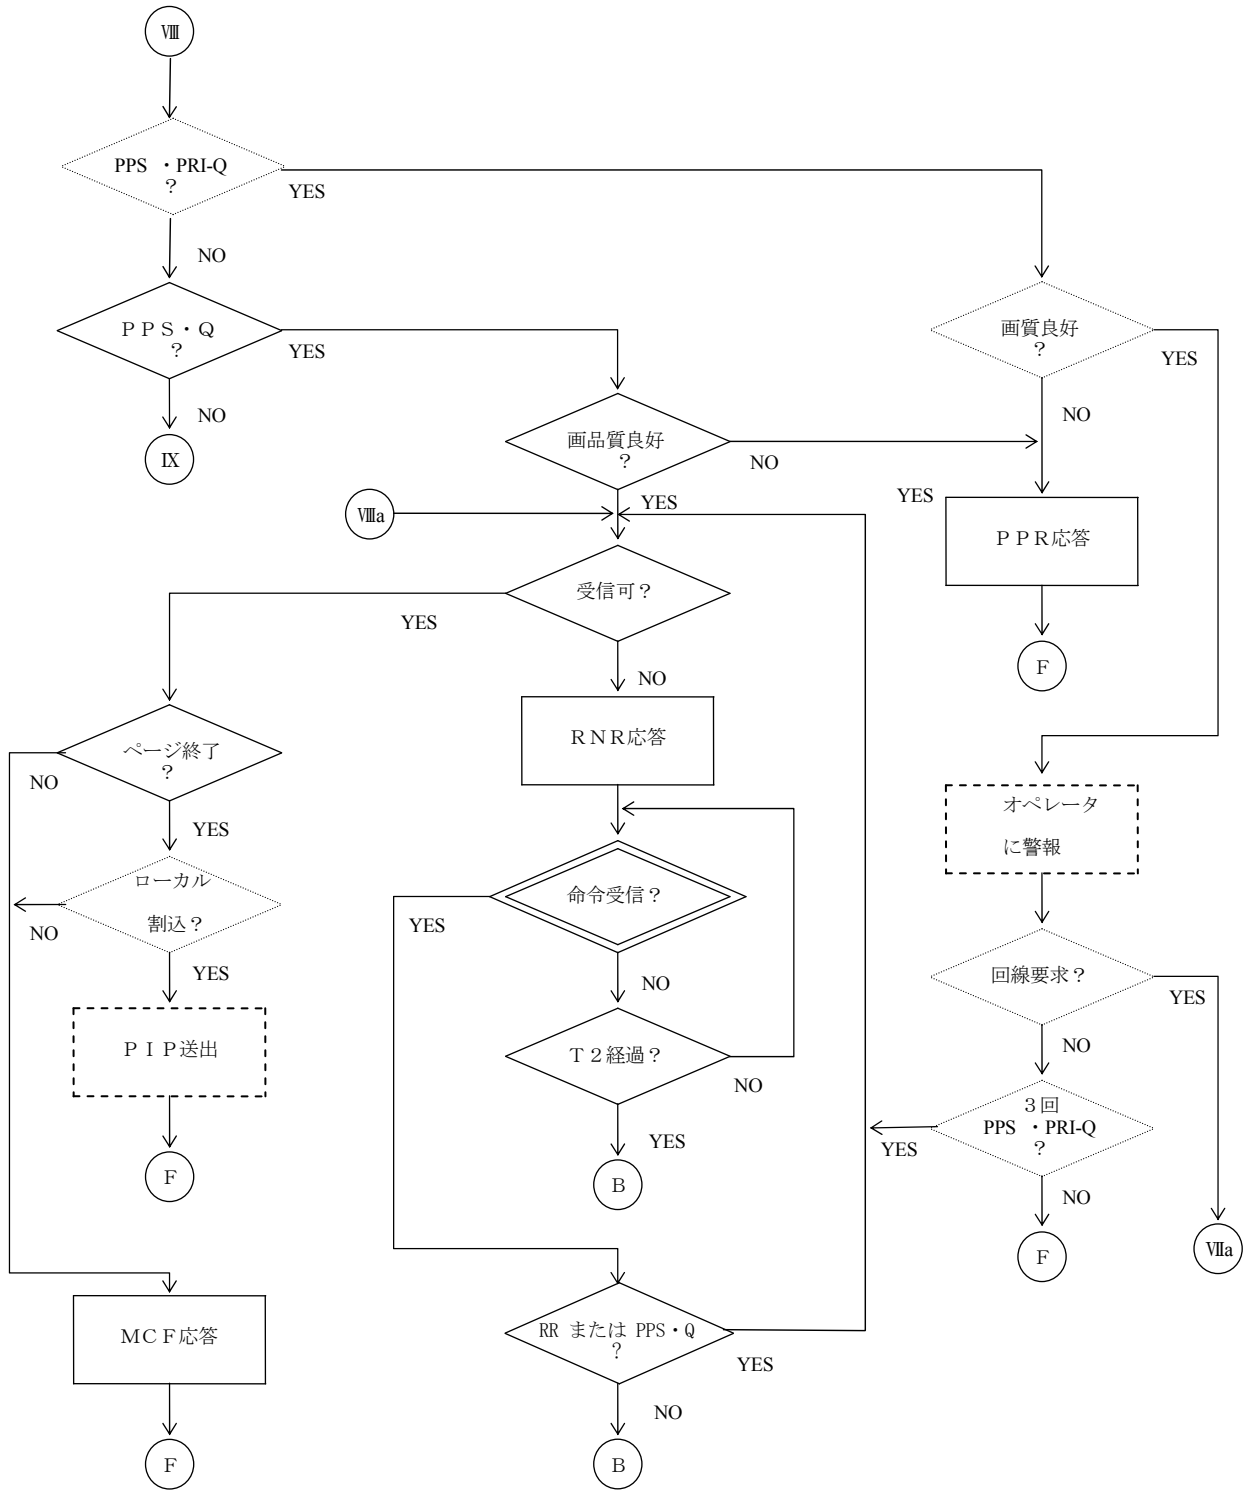 Ⅷ
PPS ・PRI-Q
？
YES
NO
ＰＰＳ・Ｑ
？
YES
画質良好
？
YES
NO
NO
Ⅸ
画品質良好
？
NO
YES
YES
Ⅷa
ＰＰＲ応答
受信可？
YES
NO
F
ＲＮＲ応答
ページ終了
？
NO
YES
オペレータ
に警報
ローカル
割込？
NO
YES
命令受信？
YES
NO
回線要求？
YES
NO
ＰＩＰ送出
Ｔ２経過？
NO
YES
３回
PPS ・PRI-Q
？
YES
NO
F
B
F
Ⅶa
ＭＣＦ応答
RR または PPS・Q
？
YES
NO
F
B